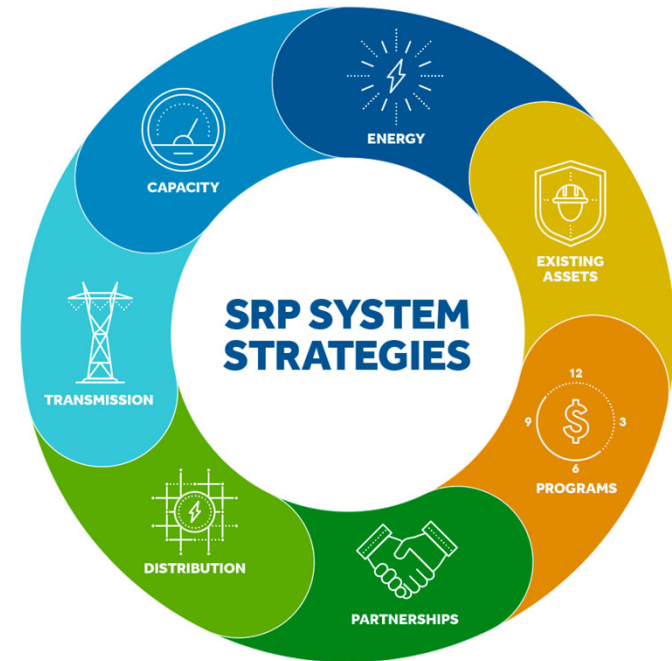 SRP SYSTEM
STRATEGIES
ENERGY
EXISTING
ASSETS
12
9
3
6
$
PROGRAMS
PARTNERSHIPS
DISTRIBUTION
TRANSMISSION
CAPACITY